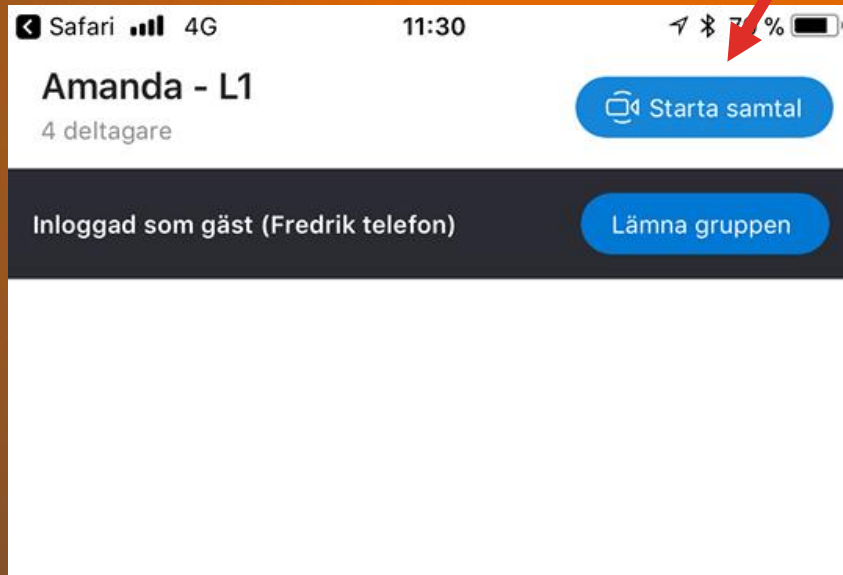 Safari 4G 11:30 %
Amanda - L1
4 deltagare
Starta samtal
Inloggad som gäst (Fredrik telefon)
Lämna gruppen